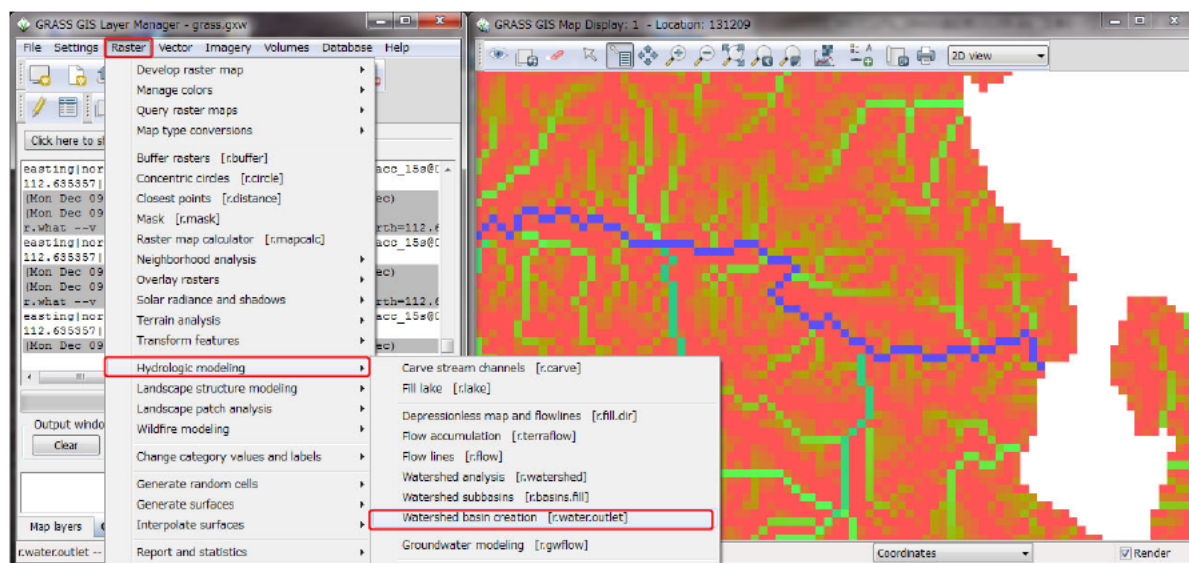 GRASS GIS Layer Manager - grass.gxw
File Settings Raster Vector Imagery Volumes Database Help
Click here to s
easting|nor
112.635357|
(Mon Dec 09
(Mon Dec 09
r.what --v
easting|nor
112.635357|
(Mon Dec 09
(Mon Dec 09
r.what --v
easting|nor
112.635357|
(Mon Dec 09
acc_15s@
ec)
rth=112.6
acc_15s@
ec)
rth=112.6
acc_15s@
ec)
Output windo
Clear
Map layers
r.water.outlet --
Develop raster map
Manage colors
Query raster maps
Map type conversions
Buffer rasters [r.buffer]
Concentric circles [r.circle]
Closest points [r.distance]
Mask [r.mask]
Raster map calculator [r.mapcalc]
Neighborhood analysis
Overlay rasters
Solar radiance and shadows
Terrain analysis
Transform features
Hydrologic modeling
Landscape structure modeling
Landscape patch analysis
Wildfire modeling
Change category values and labels
Generate random cells
Generate surfaces
Interpolate surfaces
Report and statistics
Carve stream channels [r.carve]
Fill lake [r.lake]
Depressionless map and flowlines [r.fill.dir]
Flow accumulation [r.terraflow]
Flow lines [r.flow]
Watershed analysis [r.watershed]
Watershed subbasins [r.basins.fill]
Watershed basin creation [r.water.outlet]
Groundwater modeling [r.gwflow]
GRASS GIS Map Display: 1 - Location: 131209
2D view
Coordinates
Render